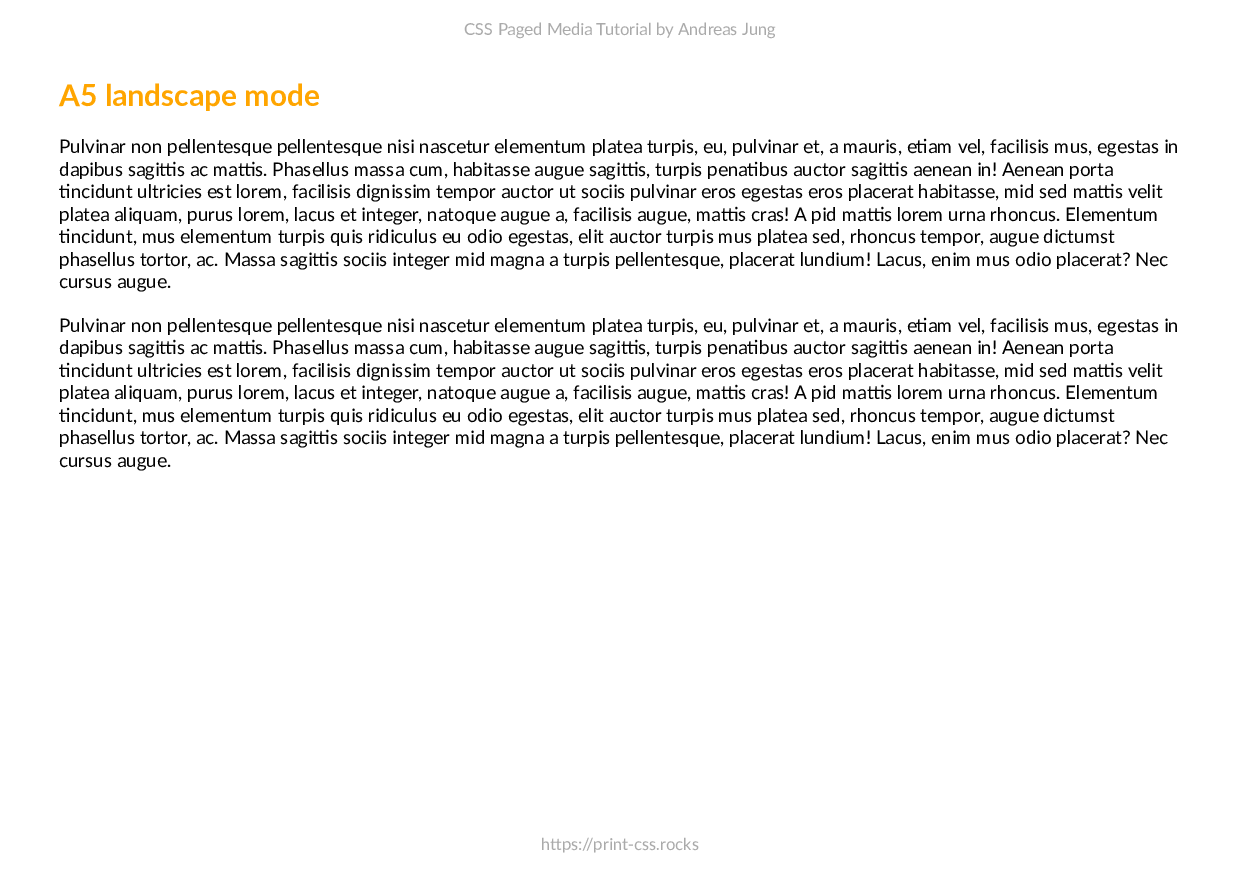 CSS Paged Media Tutorial by Andreas Jung
A5 landscape mode
Pulvinar non pellentesque pellentesque nisi nascetur elementum platea turpis, eu, pulvinar et, a mauris, etiam vel, facilisis mus, egestas in
dapibus sagittis ac mattis. Phasellus massa cum, habitasse augue sagittis, turpis penatibus auctor sagittis aenean in! Aenean porta
tincidunt ultricies est lorem, facilisis dignissim tempor auctor ut sociis pulvinar eros egestas eros placerat habitasse, mid sed mattis velit
platea aliquam, purus lorem, lacus et integer, natoque augue a, facilisis augue, mattis cras! A pid mattis lorem urna rhoncus. Elementum
tincidunt, mus elementum turpis quis ridiculus eu odio egestas, elit auctor turpis mus platea sed, rhoncus tempor, augue dictumst
phasellus tortor, ac. Massa sagittis sociis integer mid magna a turpis pellentesque, placerat lundium! Lacus, enim mus odio placerat? Nec
cursus augue.
Pulvinar non pellentesque pellentesque nisi nascetur elementum platea turpis, eu, pulvinar et, a mauris, etiam vel, facilisis mus, egestas in
dapibus sagittis ac mattis. Phasellus massa cum, habitasse augue sagittis, turpis penatibus auctor sagittis aenean in! Aenean porta
tincidunt ultricies est lorem, facilisis dignissim tempor auctor ut sociis pulvinar eros egestas eros placerat habitasse, mid sed mattis velit
platea aliquam, purus lorem, lacus et integer, natoque augue a, facilisis augue, mattis cras! A pid mattis lorem urna rhoncus. Elementum
tincidunt, mus elementum turpis quis ridiculus eu odio egestas, elit auctor turpis mus platea sed, rhoncus tempor, augue dictumst
phasellus tortor, ac. Massa sagittis sociis integer mid magna a turpis pellentesque, placerat lundium! Lacus, enim mus odio placerat? Nec
cursus augue.
https://print-css.rocks